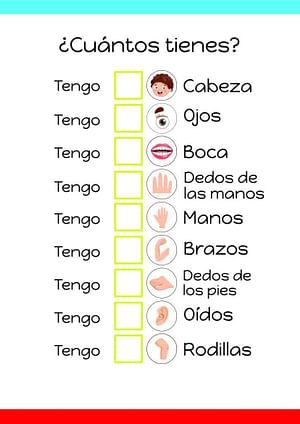 ¿Cuántos tienes?
Tengo Cabeza
Tengo Ojos
Tengo Boca
Tengo Dedos de
las manos
Tengo Manos
Tengo Brazos
Tengo Dedos de
los pies
Tengo Oídos
Tengo Rodillas